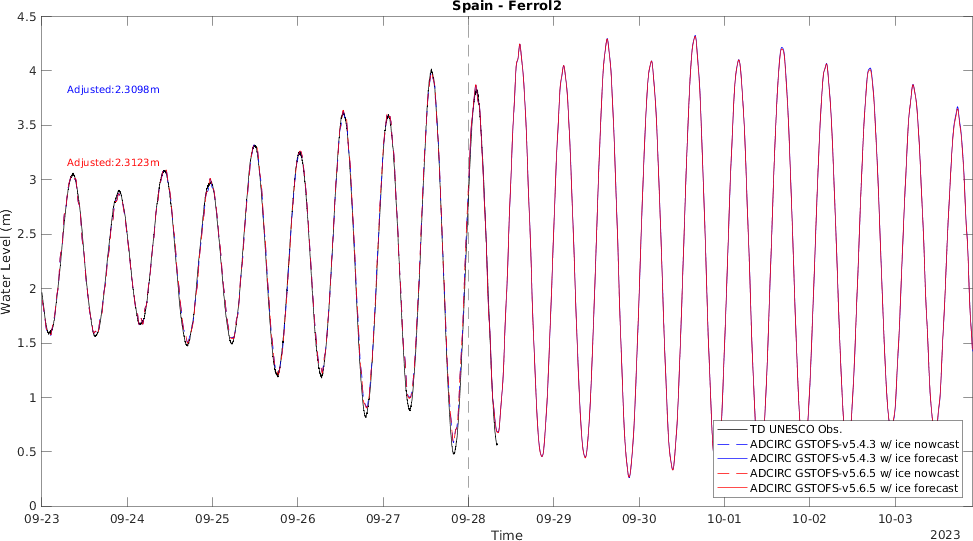 Spain - Ferrol2
4.5
4
3.5
3
2.5
2
1.5
1
0.5
0
Water Level (m)
Adjusted:2.3098m
Adjusted:2.3123m
TD UNESCO Obs.
ADCIRC GSTOFS-v5.4.3 w/ ice nowcast
ADCIRC GSTOFS-v5.4.3 w/ ice forecast
ADCIRC GSTOFS-v5.6.5 w/ ice nowcast
ADCIRC GSTOFS-v5.6.5 w/ ice forecast
09-23 09-24 09-25 09-26 09-27 09-28 09-29 09-30 10-01 10-02 10-03
Time
2023